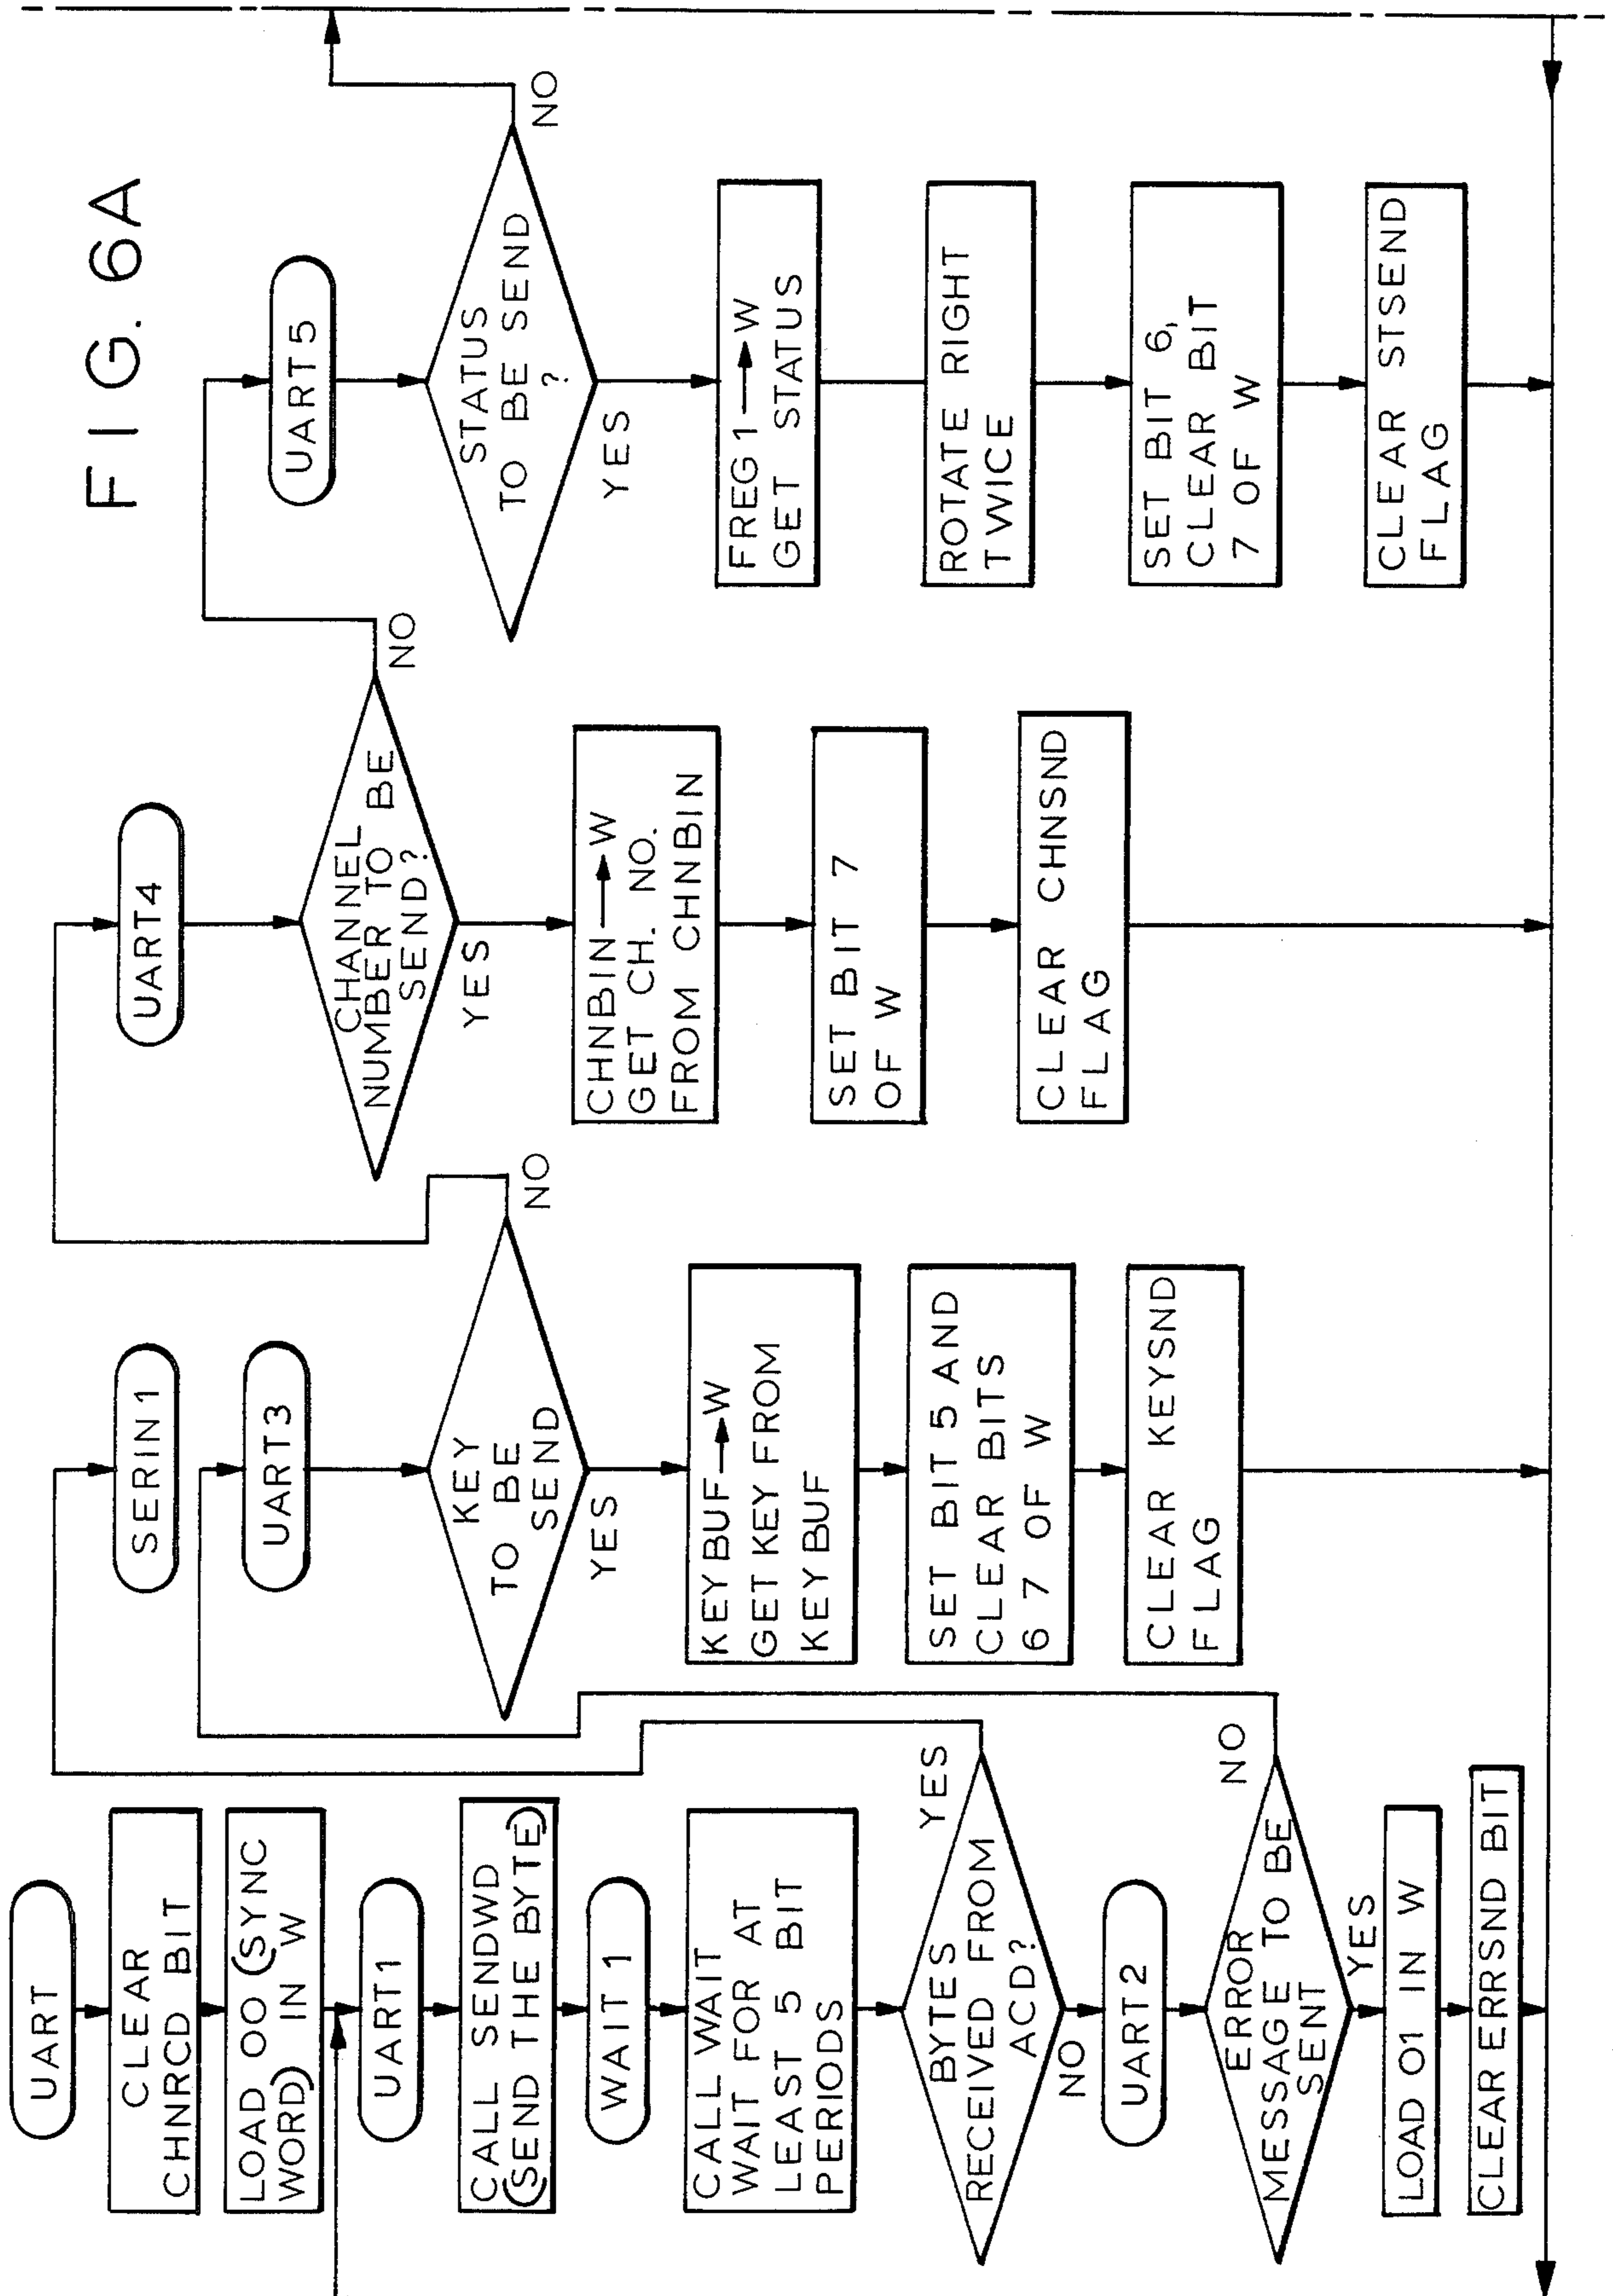 FIG. 6A
UART
CLEAR
CHNRCD BIT
LOAD 00 (SYNC
WORD) IN W
UART1
CALL SENDWD
(SEND THE BYTE)
WAIT 1
CALL WAIT
WAIT FOR AT
LEAST 5 BIT
PERIODS
BYTES
RECEIVED FROM
ACD?
YES
NO
UART2
ERROR
MESSAGE TO BE
SENT
NO
YES
LOAD 01 IN W
CLEAR ERRSND BIT
SERIN1
UART3
KEY
TO BE
SEND
NO
YES
KEYBUF→W
GET KEY FROM
KEYBUF
SET BIT 5 AND
CLEAR BITS
6 7 OF W
CLEAR KEYSND
FLAG
UART4
CHANNEL
NUMBER TO BE
SEND?
NO
YES
CHNBIN→W
GET CH. NO.
FROM CHNBIN
SET BIT 7
OF W
CLEAR CHNSND
FLAG
UART5
STATUS
TO BE SEND
?
NO
YES
FREG1→W
GET STATUS
ROTATE RIGHT
TWICE
SET BIT 6,
CLEAR BIT
7 OF W
CLEAR STSEND
FLAG